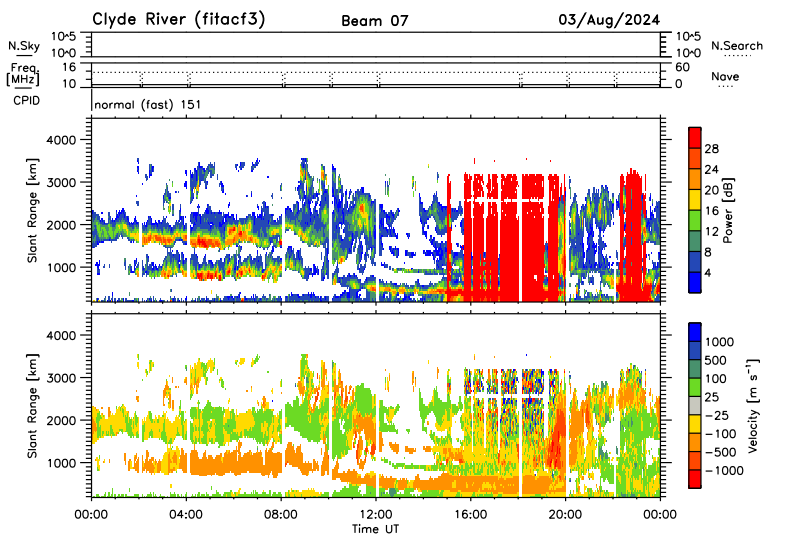 Clyde River (fitacf3) Beam 07 03/Aug/2024
10^5 10^5
N.Sky N.Search
10^0 10^0
Freq. 16 60
[MHz] Nave
10 0
CPID normal (fast) 151
4000
3000
2000
1000
Slant Range [km]
28
24
20
16
12
8
4
Power [dB]
4000
3000
2000
1000
Slant Range [km]
1000
500
100
25
−25
−100
−500
−1000
Velocity [m s⁻¹]
00:00 04:00 08:00 12:00 16:00 20:00 00:00
Time UT